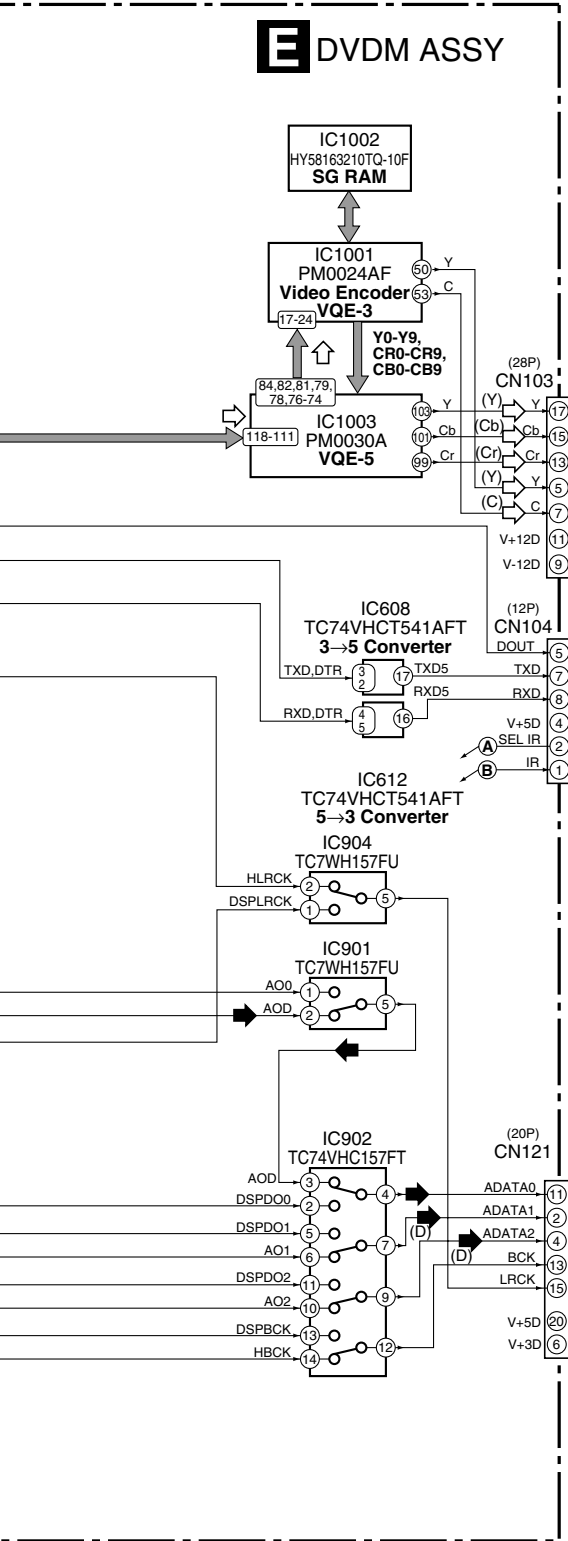 E DVDM ASSY
IC1002
HY58163210TQ-10F
SG RAM
IC1001
PM0024AF
Video Encoder
VQE-3
50 Y
53 C
17-24
Y0-Y9,
CR0-CR9,
CB0-CB9
84,82,81,79,
78,76-74
118-111
IC1003
PM0030A
VQE-5
(28P)
CN103
103 Y (Y) Y 17
101 Cb (Cb) Cb 15
99 Cr (Cr) Cr 13
(Y) Y 5
(C) C 7
V+12D 11
V-12D 9
IC608
TC74VHCT541AFT
3→5 Converter
(12P)
CN104
DOUT 5
TXD,DTR 3 2 17 TXD5 TXD 7
RXD,DTR 4 5 16 RXD5 RXD 8
V+5D 4
A SEL IR 2
B IR 1
IC612
TC74VHCT541AFT
5→3 Converter
IC904
TC7WH157FU
HLRCK 2 5
DSPLRCK 1
IC901
TC7WH157FU
AO0 1 5
AOD 2
IC902
TC74VHC157FT
(20P)
CN121
AOD 3 4 ADATA0 11
DSPDO0 2 ADATA1 2
DSPDO1 5 7 (D) ADATA2 4
AO1 6 (D) BCK 13
DSPDO2 11 9 LRCK 15
AO2 10 V+5D 20
DSPBCK 13 12 V+3D 6
HBCK 14